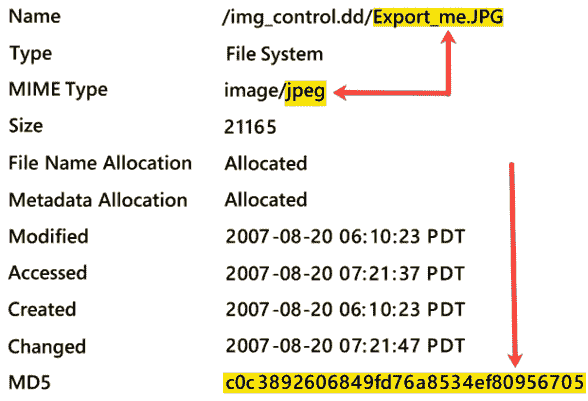 Name /img_control.dd/Export_me.JPG
Type File System
MIME Type image/jpeg
Size 21165
File Name Allocation Allocated
Metadata Allocation Allocated
Modified 2007-08-20 06:10:23 PDT
Accessed 2007-08-20 07:21:37 PDT
Created 2007-08-20 06:10:23 PDT
Changed 2007-08-20 07:21:47 PDT
MD5 c0c3892606849fd76a8534ef80956705